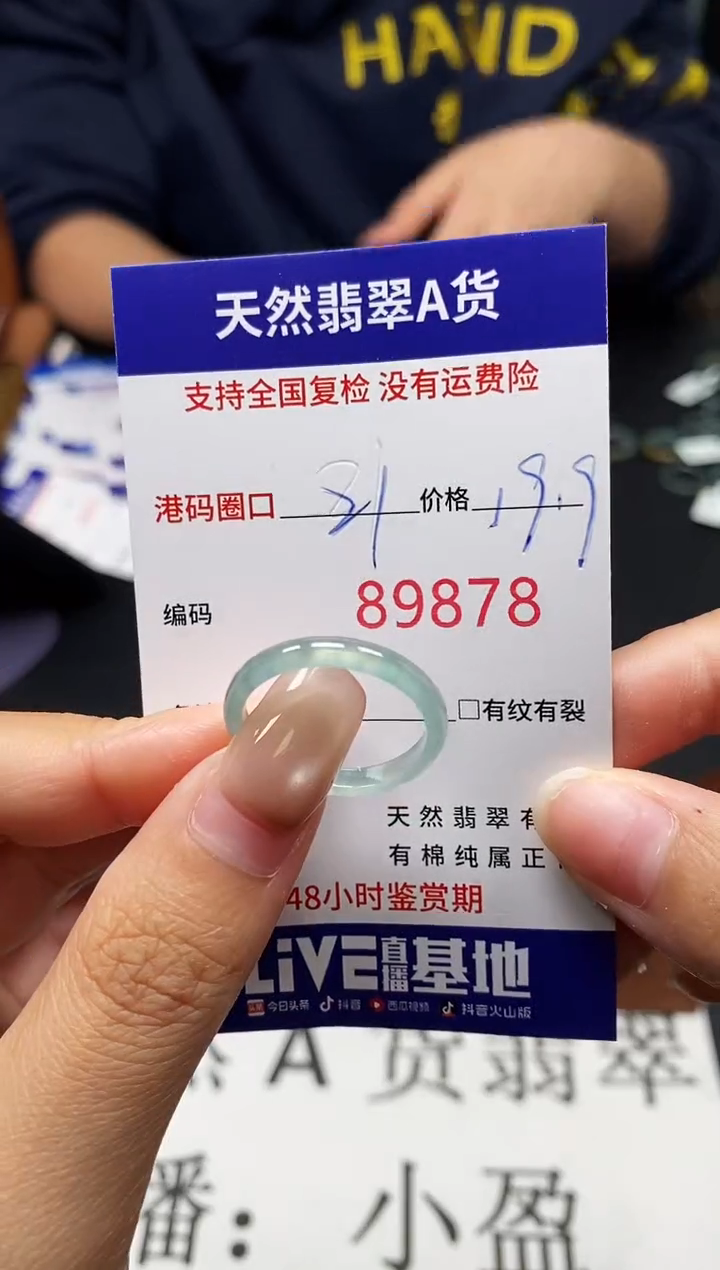 HAND
天然翡翠A货
支持全国复检 没有运费险
港码圈口 21 价格 19.9
编码 89878
□有纹有裂
天然翡翠有
有棉纯属正
48小时鉴赏期
LiVE直播基地
今日头条 抖音 西瓜视频 抖音火山版
A货翡翠
播：小盈